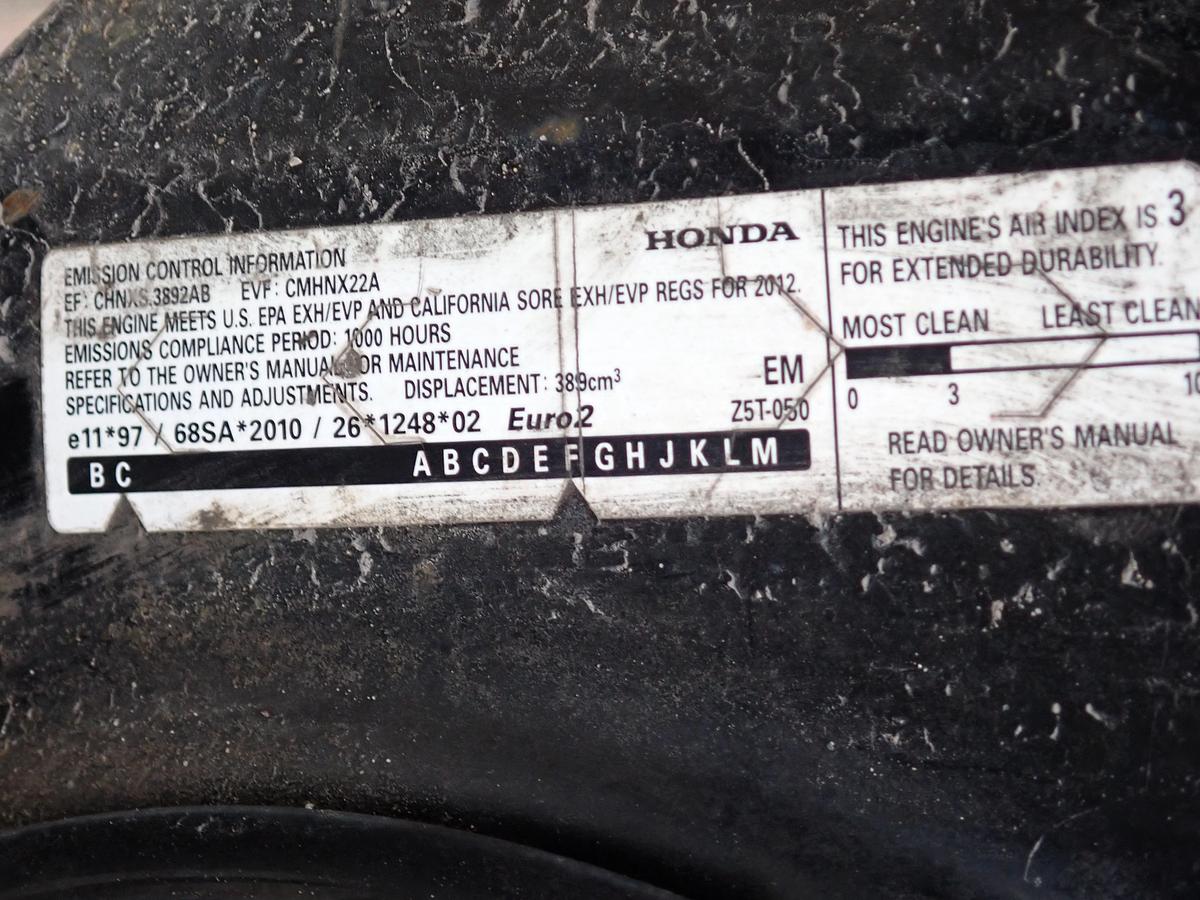 EMISSION CONTROL INFORMATION
EF: CHNXS.3892AB EVF: CMHNX22A
THIS ENGINE MEETS U.S. EPA EXH/EVP AND CALIFORNIA SORE EXH/EVP REGS FOR 2012.
EMISSIONS COMPLIANCE PERIOD: 1000 HOURS
REFER TO THE OWNER'S MANUAL FOR MAINTENANCE
SPECIFICATIONS AND ADJUSTMENTS. DISPLACEMENT: 389cm³
e11*97 / 68SA*2010 / 26*1248*02 Euro2
B C A B C D E F G H J K L M
HONDA
EM
Z5T-050
THIS ENGINE'S AIR INDEX IS 3
FOR EXTENDED DURABILITY.
MOST CLEAN LEAST CLEAN
0 3 10
READ OWNER'S MANUAL
FOR DETAILS.